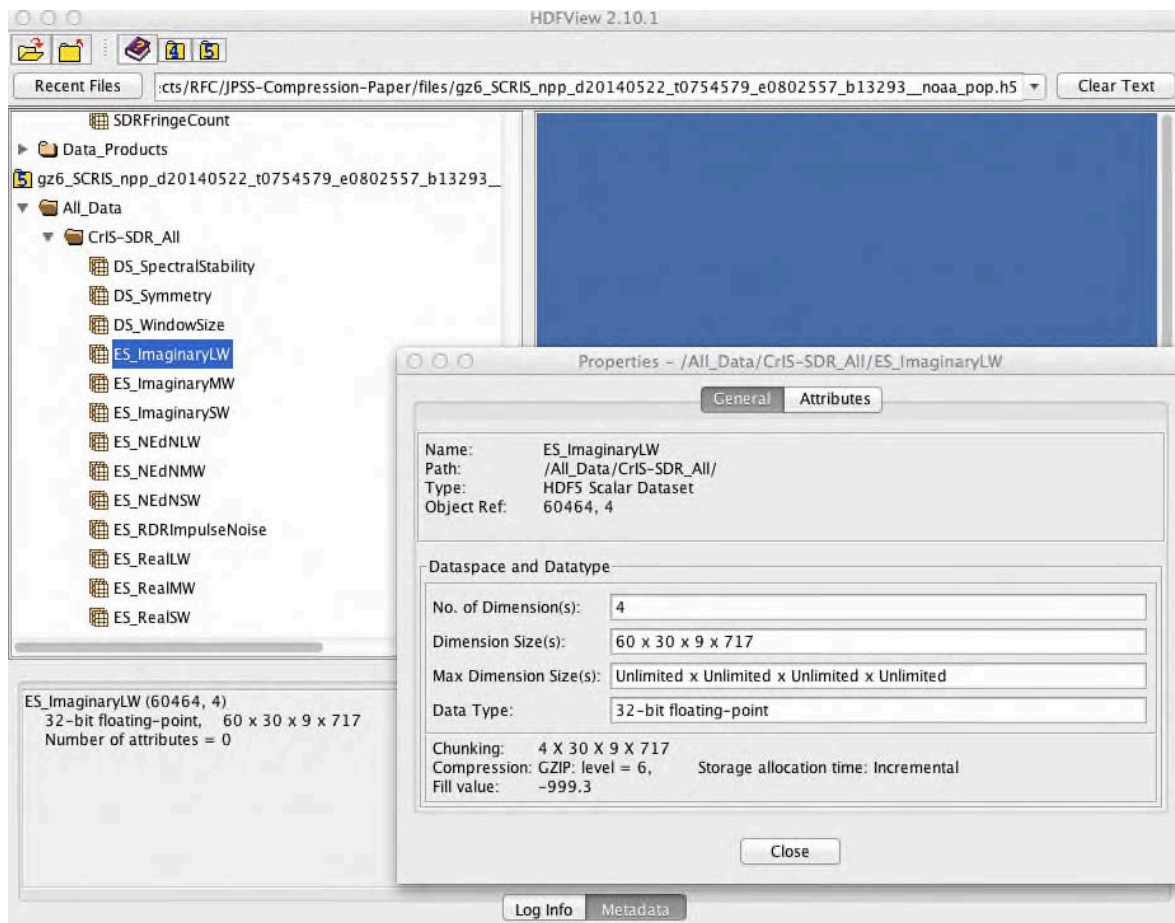 HDFView 2.10.1
4 5
Recent Files
:cts/RFC/JPSS-Compression-Paper/files/gz6_SCRIS_npp_d20140522_t0754579_e0802557_b13293__noaa_pop.h5
Clear Text
SDRFringeCount
Data_Products
5 gz6_SCRIS_npp_d20140522_t0754579_e0802557_b13293__
All_Data
CrIS-SDR_All
DS_SpectralStability
DS_Symmetry
DS_WindowSize
ES_ImaginaryLW
ES_ImaginaryMW
ES_ImaginarySW
ES_NEdNLW
ES_NEdNMW
ES_NEdNSW
ES_RDRImpulseNoise
ES_RealLW
ES_RealMW
ES_RealSW
Properties - /All_Data/CrIS-SDR_All/ES_ImaginaryLW
General Attributes
Name: ES_ImaginaryLW
Path: /All_Data/CrIS-SDR_All/
Type: HDF5 Scalar Dataset
Object Ref: 60464, 4
Dataspace and Datatype
No. of Dimension(s): 4
Dimension Size(s): 60 x 30 x 9 x 717
Max Dimension Size(s): Unlimited x Unlimited x Unlimited x Unlimited
Data Type: 32-bit floating-point
Chunking: 4 X 30 X 9 X 717
Compression: GZIP: level = 6, Storage allocation time: Incremental
Fill value: -999.3
Close
ES_ImaginaryLW (60464, 4)
32-bit floating-point, 60 x 30 x 9 x 717
Number of attributes = 0
Log Info Metadata